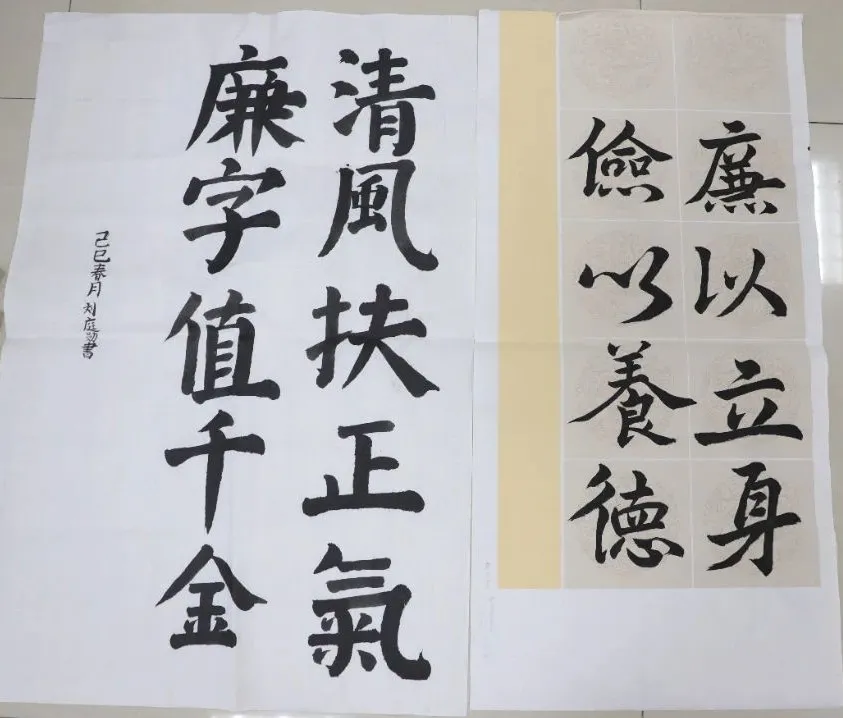 廉以立身
儉以養德
清風扶正氣
廉字值千金
己巳春月 刘庭書